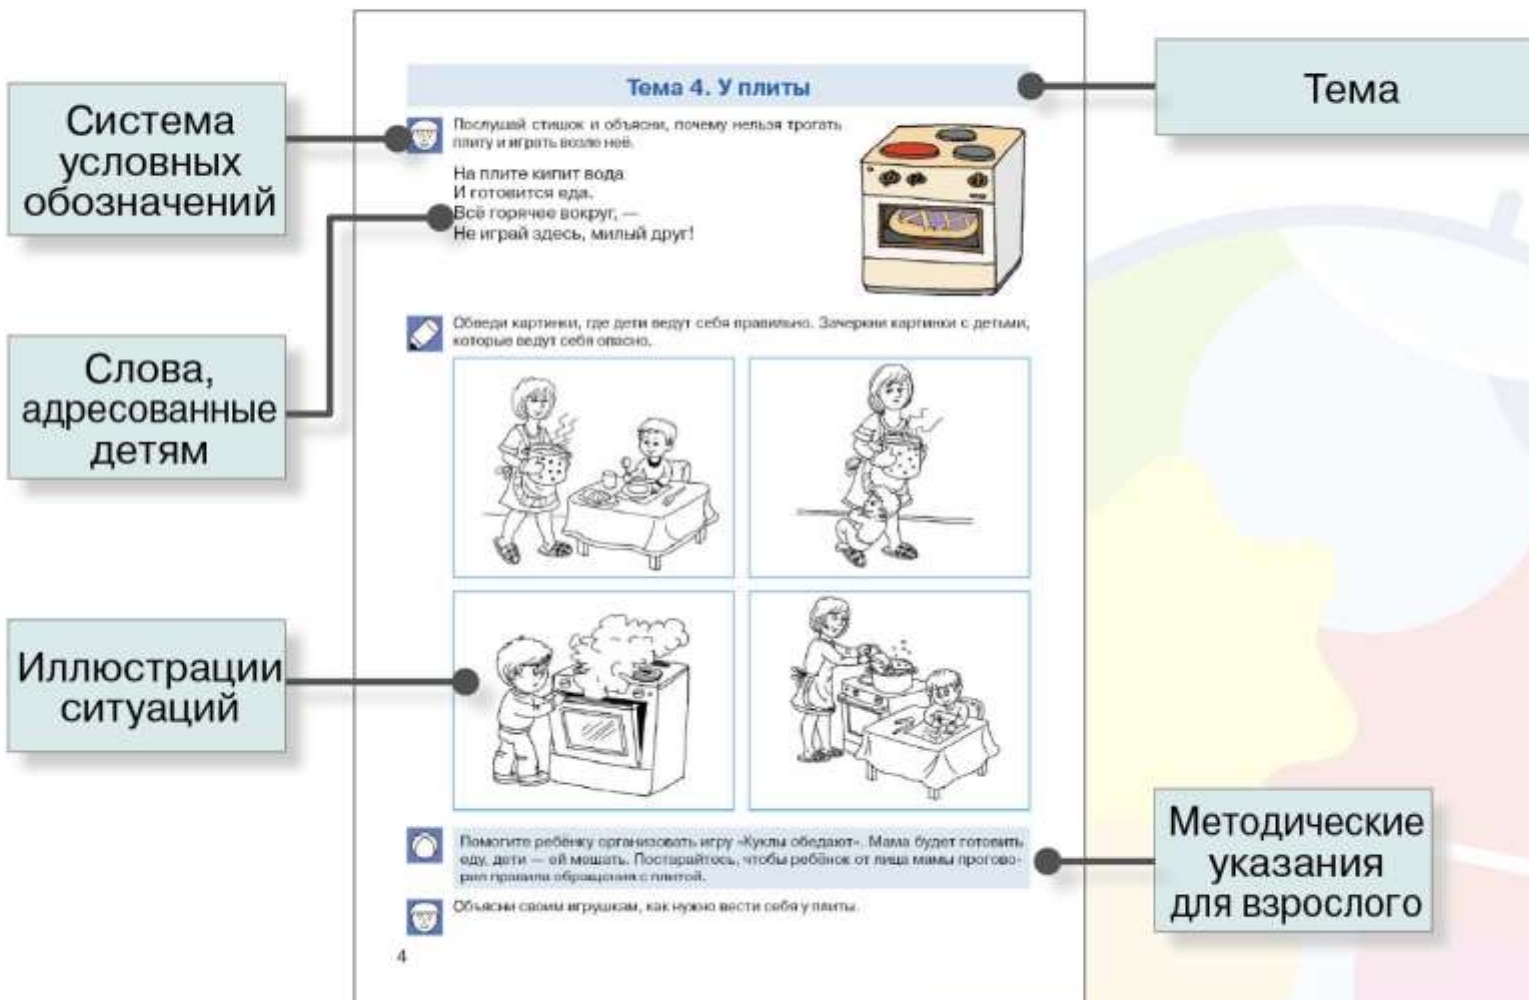 Тема 4. У плиты
Тема
Система
условных
обозначений
Послушай стишок и объясни, почему нельзя трогать
плиту и играть возле неё.
На плите кипит вода
И готовится еда.
Всё горячее вокруг, —
Не играй здесь, милый друг!
Слова,
адресованные
детям
Обведи картинки, где дети ведут себя правильно. Зачеркни картинки с детьми,
которые ведут себя опасно.
Иллюстрации
ситуаций
Помогите ребёнку организовать игру «Куклы обедают». Мама будет готовить
еду, дети — ей мешать. Постарайтесь, чтобы ребёнок от лица мамы прогово-
рил правила обращения с плитой.
Методические
указания
для взрослого
Объясни своим игрушкам, как нужно вести себя у плиты.
4